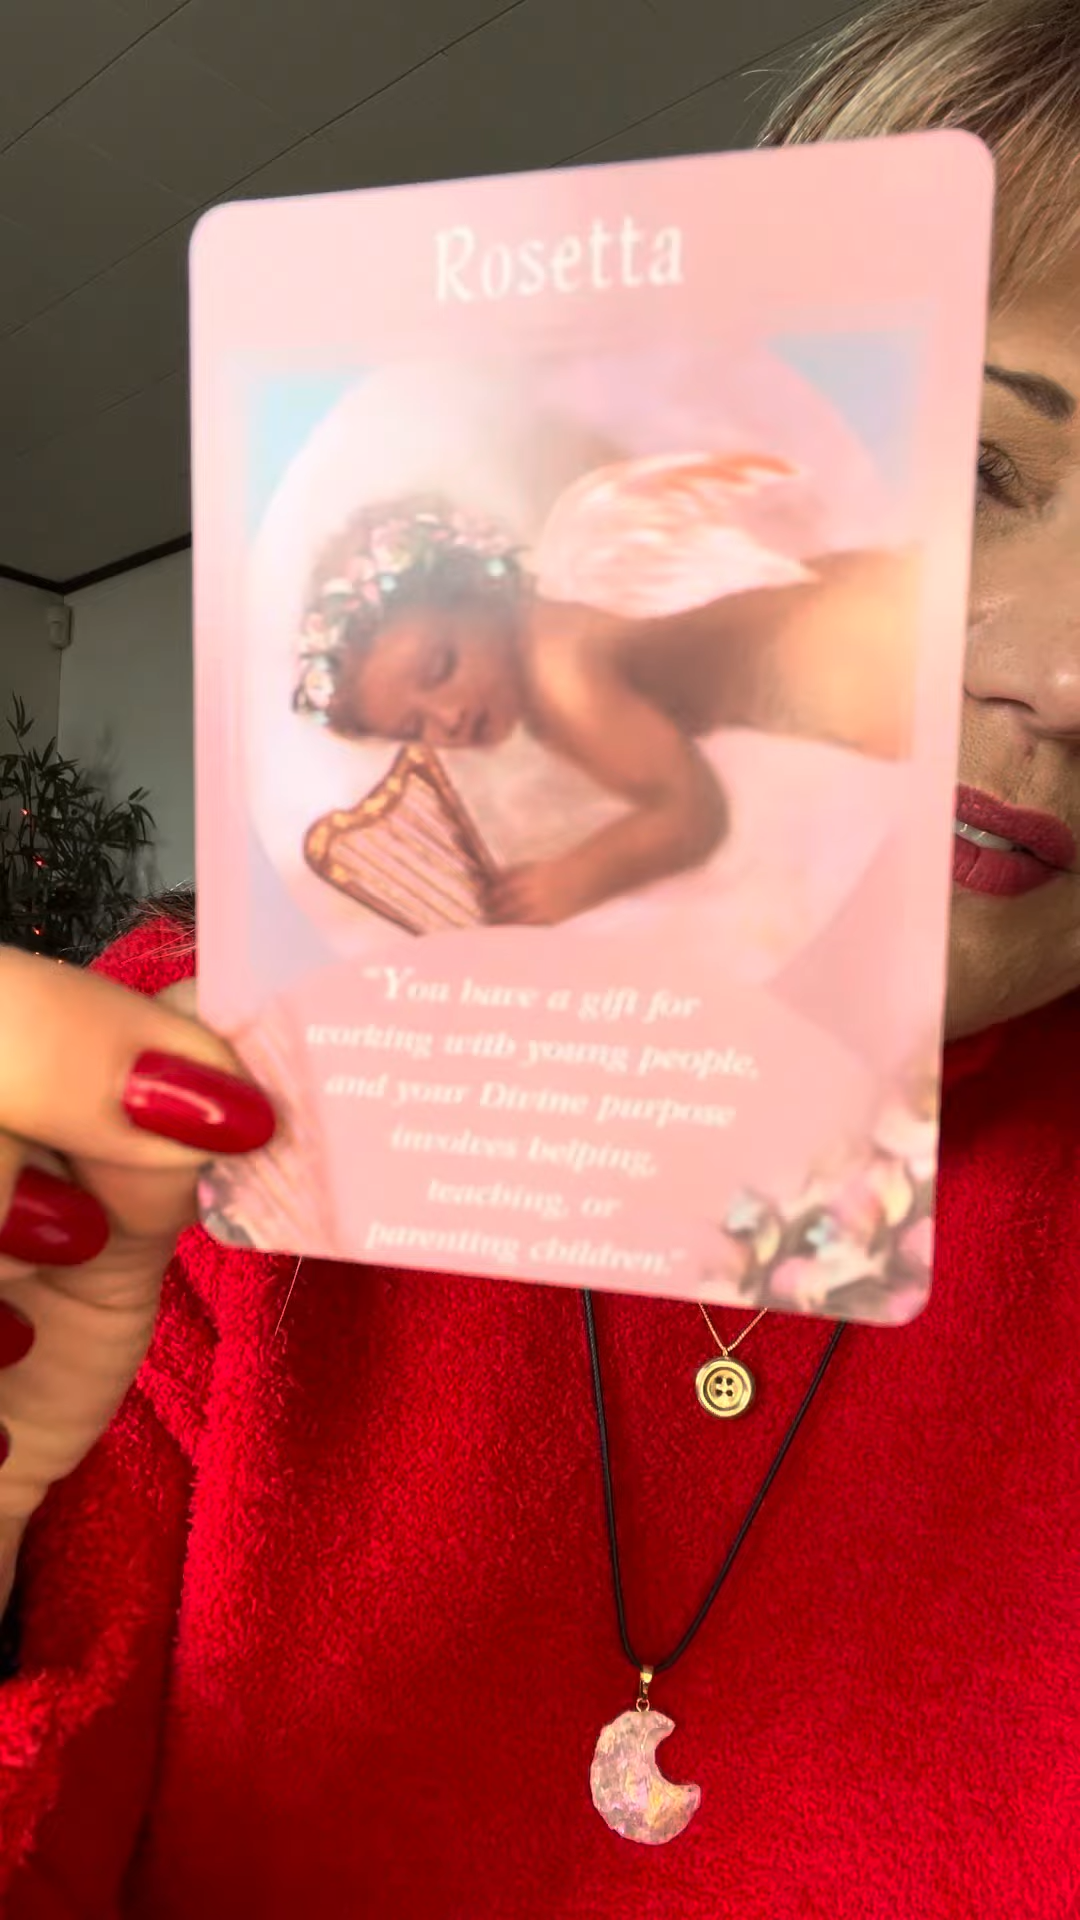 Rosetta
"You have a gift for
working with young people,
and your Divine purpose
involves helping,
teaching, or
parenting children."